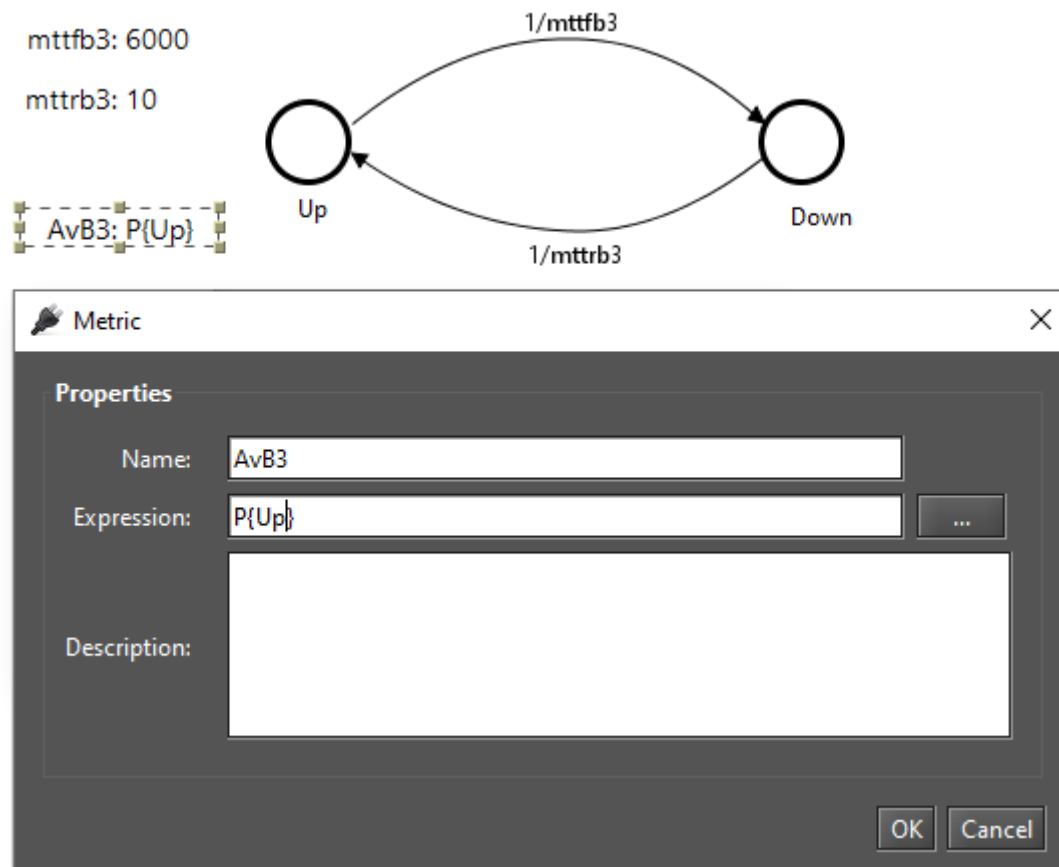 1/mttfb3
mttfb3: 6000
mttrb3: 10
Up
Down
AvB3: P{Up}
1/mttrb3
Metric
Properties
Name: AvB3
Expression: P{Up} ...
Description:
OK Cancel